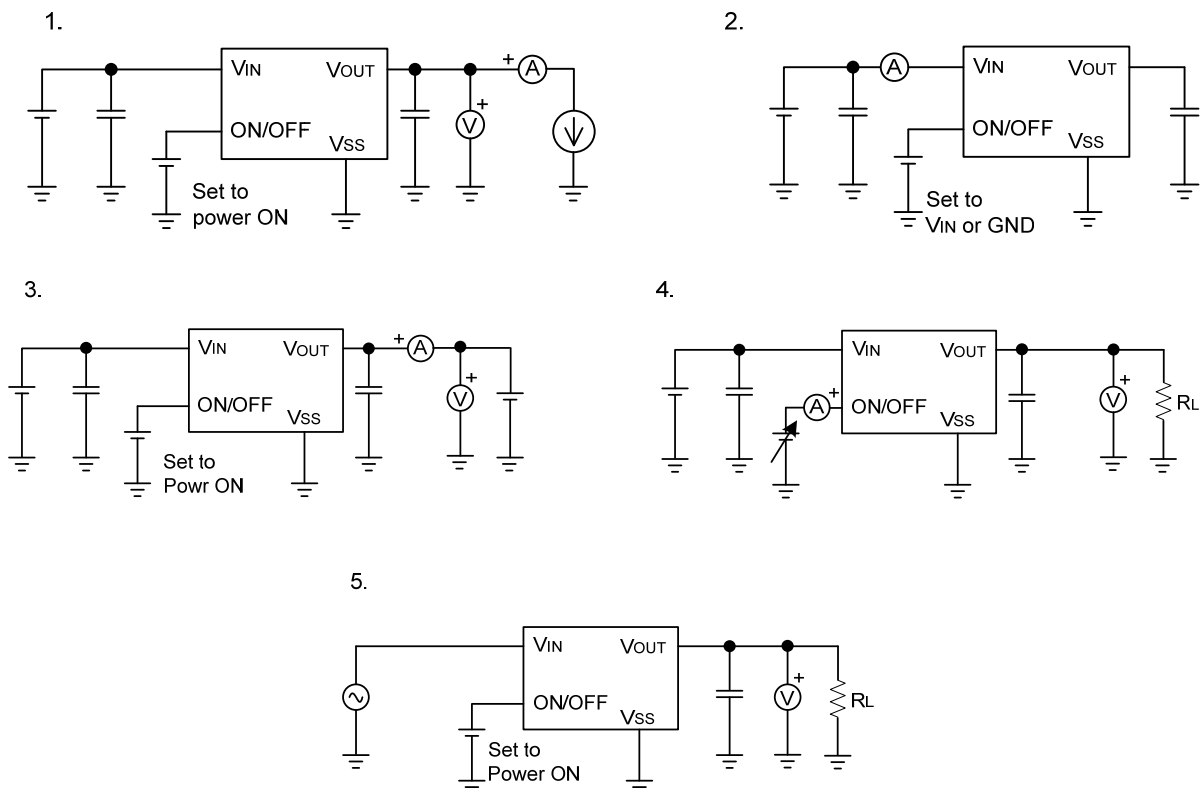 1.
VIN VOUT
ON/OFF
VSS
Set to
power ON
+ A
+
V
2.
A
VIN VOUT
ON/OFF
VSS
Set to
VIN or GND
3.
VIN VOUT
ON/OFF
VSS
Set to
Powr ON
+ A
+
V
4.
VIN VOUT
A + ON/OFF
VSS
+
V
RL
5.
VIN VOUT
ON/OFF
VSS
Set to
Power ON
+
V
RL